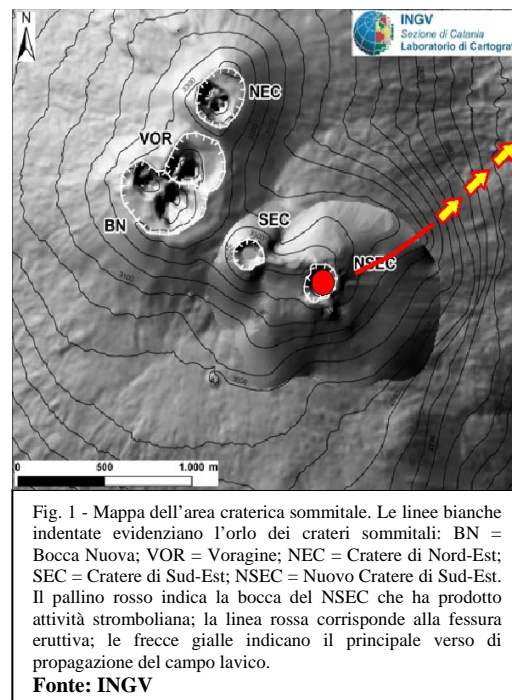 INGV
Sezione di Catania
Laboratorio di Cartograf
N
NEC
VOR
BN
SEC
NSEC
0 500 1.000 m
Fig. 1 - Mappa dell'area craterica sommitale. Le linee bianche
indentate evidenziano l'orlo dei crateri sommitali: BN =
Bocca Nuova; VOR = Voragine; NEC = Cratere di Nord-Est;
SEC = Cratere di Sud-Est; NSEC = Nuovo Cratere di Sud-Est.
Il pallino rosso indica la bocca del NSEC che ha prodotto
attività stromboliana; la linea rossa corrisponde alla fessura
eruttiva; le frecce gialle indicano il principale verso di
propagazione del campo lavico.
Fonte: INGV